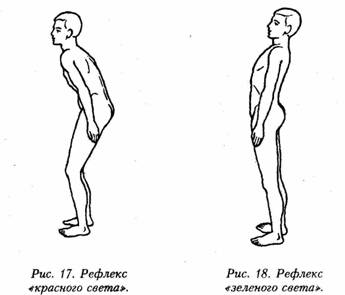 Рис. 17. Рефлекс
«красного света».
Рис. 18. Рефлекс
«зеленого света».